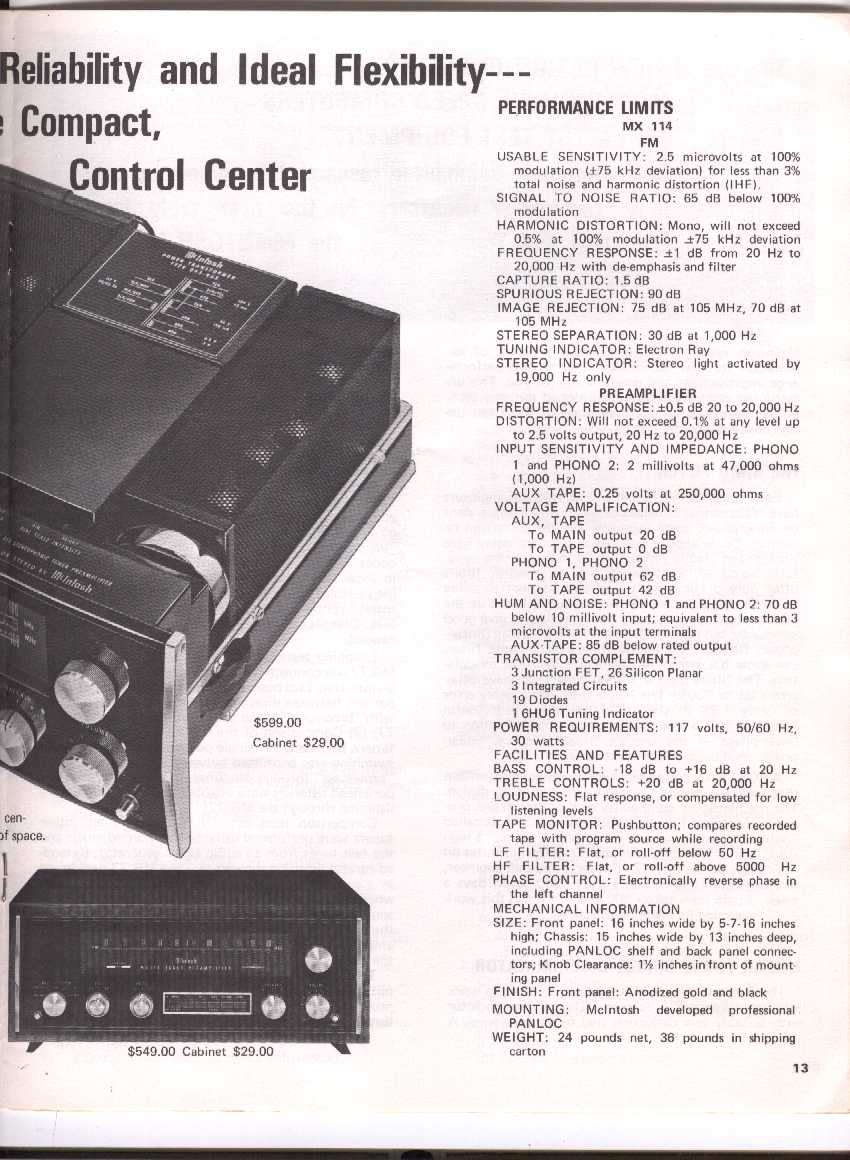 Reliability and Ideal Flexibility---
Compact,
Control Center
McIntosh
POWER TRANSFORMER
McIntosh
$599.00
Cabinet $29.00
cen-
of space.
McIntosh
$549.00 Cabinet $29.00
PERFORMANCE LIMITS
MX 114
FM
USABLE SENSITIVITY: 2.5 microvolts at 100%
modulation (±75 kHz deviation) for less than 3%
total noise and harmonic distortion (IHF).
SIGNAL TO NOISE RATIO: 65 dB below 100%
modulation
HARMONIC DISTORTION: Mono, will not exceed
0.5% at 100% modulation ±75 kHz deviation
FREQUENCY RESPONSE: ±1 dB from 20 Hz to
20,000 Hz with de-emphasis and filter
CAPTURE RATIO: 1.5 dB
SPURIOUS REJECTION: 90 dB
IMAGE REJECTION: 75 dB at 105 MHz, 70 dB at
105 MHz
STEREO SEPARATION: 30 dB at 1,000 Hz
TUNING INDICATOR: Electron Ray
STEREO INDICATOR: Stereo light activated by
19,000 Hz only
PREAMPLIFIER
FREQUENCY RESPONSE: ±0.5 dB 20 to 20,000 Hz
DISTORTION: Will not exceed 0.1% at any level up
to 2.5 volts output, 20 Hz to 20,000 Hz
INPUT SENSITIVITY AND IMPEDANCE: PHONO
1 and PHONO 2: 2 millivolts at 47,000 ohms
(1,000 Hz)
AUX TAPE: 0.25 volts at 250,000 ohms
VOLTAGE AMPLIFICATION:
AUX, TAPE
To MAIN output 20 dB
To TAPE output 0 dB
PHONO 1, PHONO 2
To MAIN output 62 dB
To TAPE output 42 dB
HUM AND NOISE: PHONO 1 and PHONO 2: 70 dB
below 10 millivolt input; equivalent to less than 3
microvolts at the input terminals
AUX-TAPE: 85 dB below rated output
TRANSISTOR COMPLEMENT:
3 Junction FET, 26 Silicon Planar
3 Integrated Circuits
19 Diodes
1 6HU6 Tuning Indicator
POWER REQUIREMENTS: 117 volts, 50/60 Hz,
30 watts
FACILITIES AND FEATURES
BASS CONTROL: -18 dB to +16 dB at 20 Hz
TREBLE CONTROLS: +20 dB at 20,000 Hz
LOUDNESS: Flat response, or compensated for low
listening levels
TAPE MONITOR: Pushbutton; compares recorded
tape with program source while recording
LF FILTER: Flat, or roll-off below 50 Hz
HF FILTER: Flat, or roll-off above 5000 Hz
PHASE CONTROL: Electronically reverse phase in
the left channel
MECHANICAL INFORMATION
SIZE: Front panel: 16 inches wide by 5-7-16 inches
high; Chassis: 15 inches wide by 13 inches deep,
including PANLOC shelf and back panel connec-
tors; Knob Clearance: 1½ inches in front of mount-
ing panel
FINISH: Front panel: Anodized gold and black
MOUNTING: McIntosh developed professional
PANLOC
WEIGHT: 24 pounds net, 36 pounds in shipping
carton
13